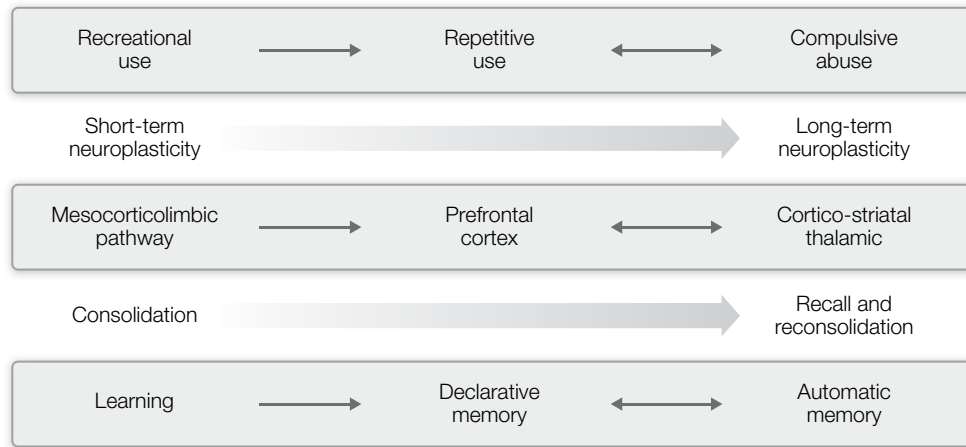 Recreational
use
Repetitive
use
Compulsive
abuse
Short-term
neuroplasticity
Long-term
neuroplasticity
Mesocorticolimbic
pathway
Prefrontal
cortex
Cortico-striatal
thalamic
Consolidation
Recall and
reconsolidation
Learning
Declarative
memory
Automatic
memory